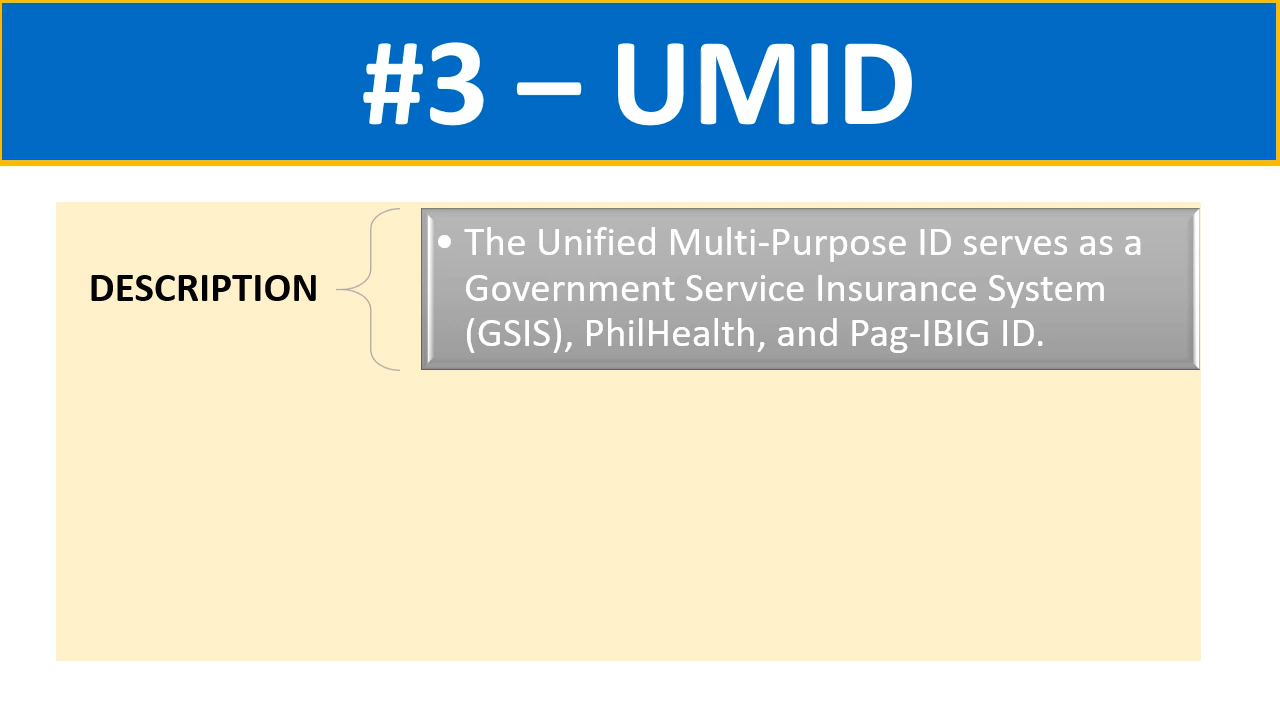 #3 – UMID
DESCRIPTION
• The Unified Multi-Purpose ID serves as a
Government Service Insurance System
(GSIS), PhilHealth, and Pag-IBIG ID.